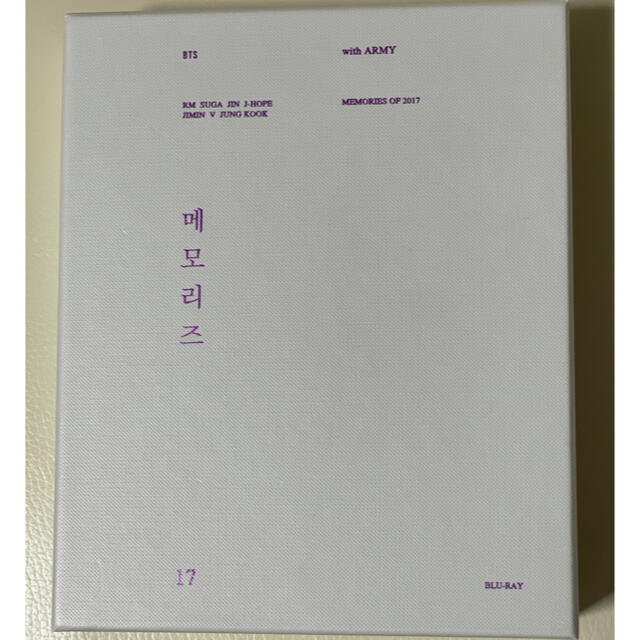 BTS
with ARMY
RM SUGA JIN J-HOPE
JIMIN V JUNG KOOK
MEMORIES OF 2017
메모리즈
17
BLU-RAY